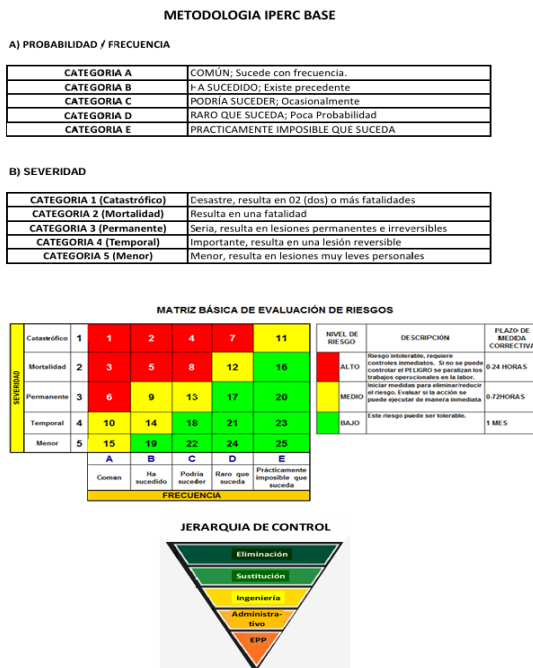 METODOLOGIA IPERC BASE
A) PROBABILIDAD / FRECUENCIA
CATEGORIA A COMÚN; Sucede con frecuencia.
CATEGORIA B HA SUCEDIDO; Existe precedente
CATEGORIA C PODRÍA SUCEDER; Ocasionalmente
CATEGORIA D RARO QUE SUCEDA; Poca Probabilidad
CATEGORIA E PRACTICAMENTE IMPOSIBLE QUE SUCEDA
B) SEVERIDAD
CATEGORIA 1 (Catastrófico) Desastre, resulta en 02 (dos) o más fatalidades
CATEGORIA 2 (Mortalidad) Resulta en una fatalidad
CATEGORIA 3 (Permanente) Seria, resulta en lesiones permanentes e irreversibles
CATEGORIA 4 (Temporal) Importante, resulta en una lesión reversible
CATEGORIA 5 (Menor) Menor, resulta en lesiones muy leves personales
MATRIZ BÁSICA DE EVALUACIÓN DE RIESGOS
SEVERIDAD
Catastrófico 1 1 2 4 7 11
Mortalidad 2 3 5 8 12 16
Permanente 3 6 9 13 17 20
Temporal 4 10 14 18 21 23
Menor 5 15 19 22 24 25
A B C D E
Común Ha sucedido Podría suceder Raro que suceda Prácticamente imposible que suceda
FRECUENCIA
NIVEL DE RIESGO DESCRIPCIÓN PLAZO DE MEDIDA CORRECTIVA
ALTO Riesgo intolerable, requiere
controles inmediatos. Si no se puede
controlar el PELIGRO se paralizan los
trabajos operacionales en la labor. 0-24 HORAS
MEDIO Iniciar medidas para eliminar/reducir
el riesgo. Evaluar si la acción se
puede ejecutar de manera inmediata 0-72HORAS
BAJO Este riesgo puede ser tolerable. 1 MES
JERARQUIA DE CONTROL
Eliminación
Sustitución
Ingeniería
Administra-
tivo
EPP